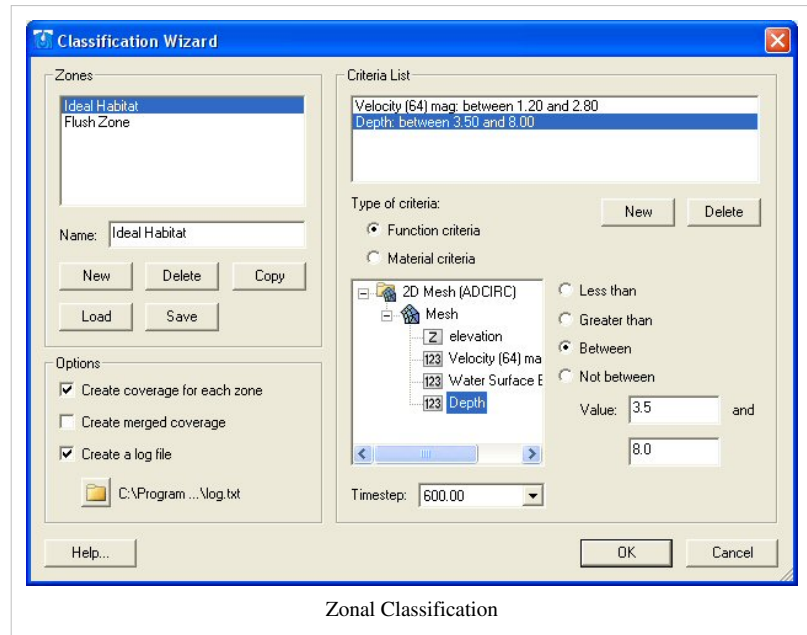 Classification Wizard
Zones
Ideal Habitat
Flush Zone
Name: Ideal Habitat
New Delete Copy
Load Save
Options
Create coverage for each zone
Create merged coverage
Create a log file
C:\Program ...\log.txt
Criteria List
Velocity (64) mag: between 1.20 and 2.80
Depth: between 3.50 and 8.00
Type of criteria:
New Delete
Function criteria
Material criteria
2D Mesh (ADCIRC)
Mesh
Z elevation
123 Velocity (64) ma
123 Water Surface E
123 Depth
Less than
Greater than
Between
Not between
Value: 3.5 and
8.0
Timestep: 600.00
Help... OK Cancel
Zonal Classification